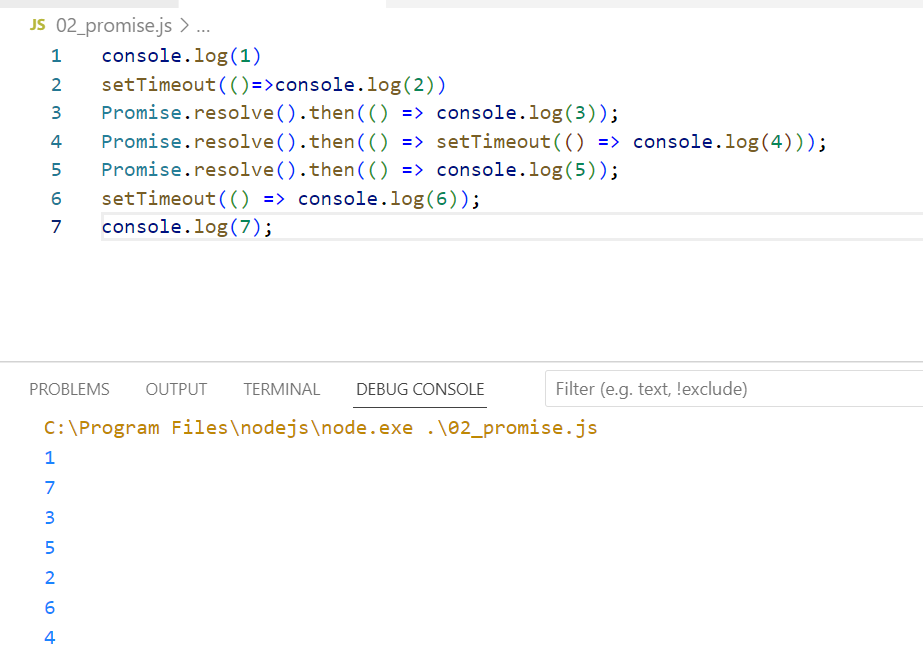 JS 02_promise.js > ...
1 console.log(1)
2 setTimeout(()=>console.log(2))
3 Promise.resolve().then(() => console.log(3));
4 Promise.resolve().then(() => setTimeout(() => console.log(4)));
5 Promise.resolve().then(() => console.log(5));
6 setTimeout(() => console.log(6));
7 console.log(7);
PROBLEMS OUTPUT TERMINAL DEBUG CONSOLE Filter (e.g. text, !exclude)
C:\Program Files\nodejs\node.exe .\02_promise.js
1
7
3
5
2
6
4